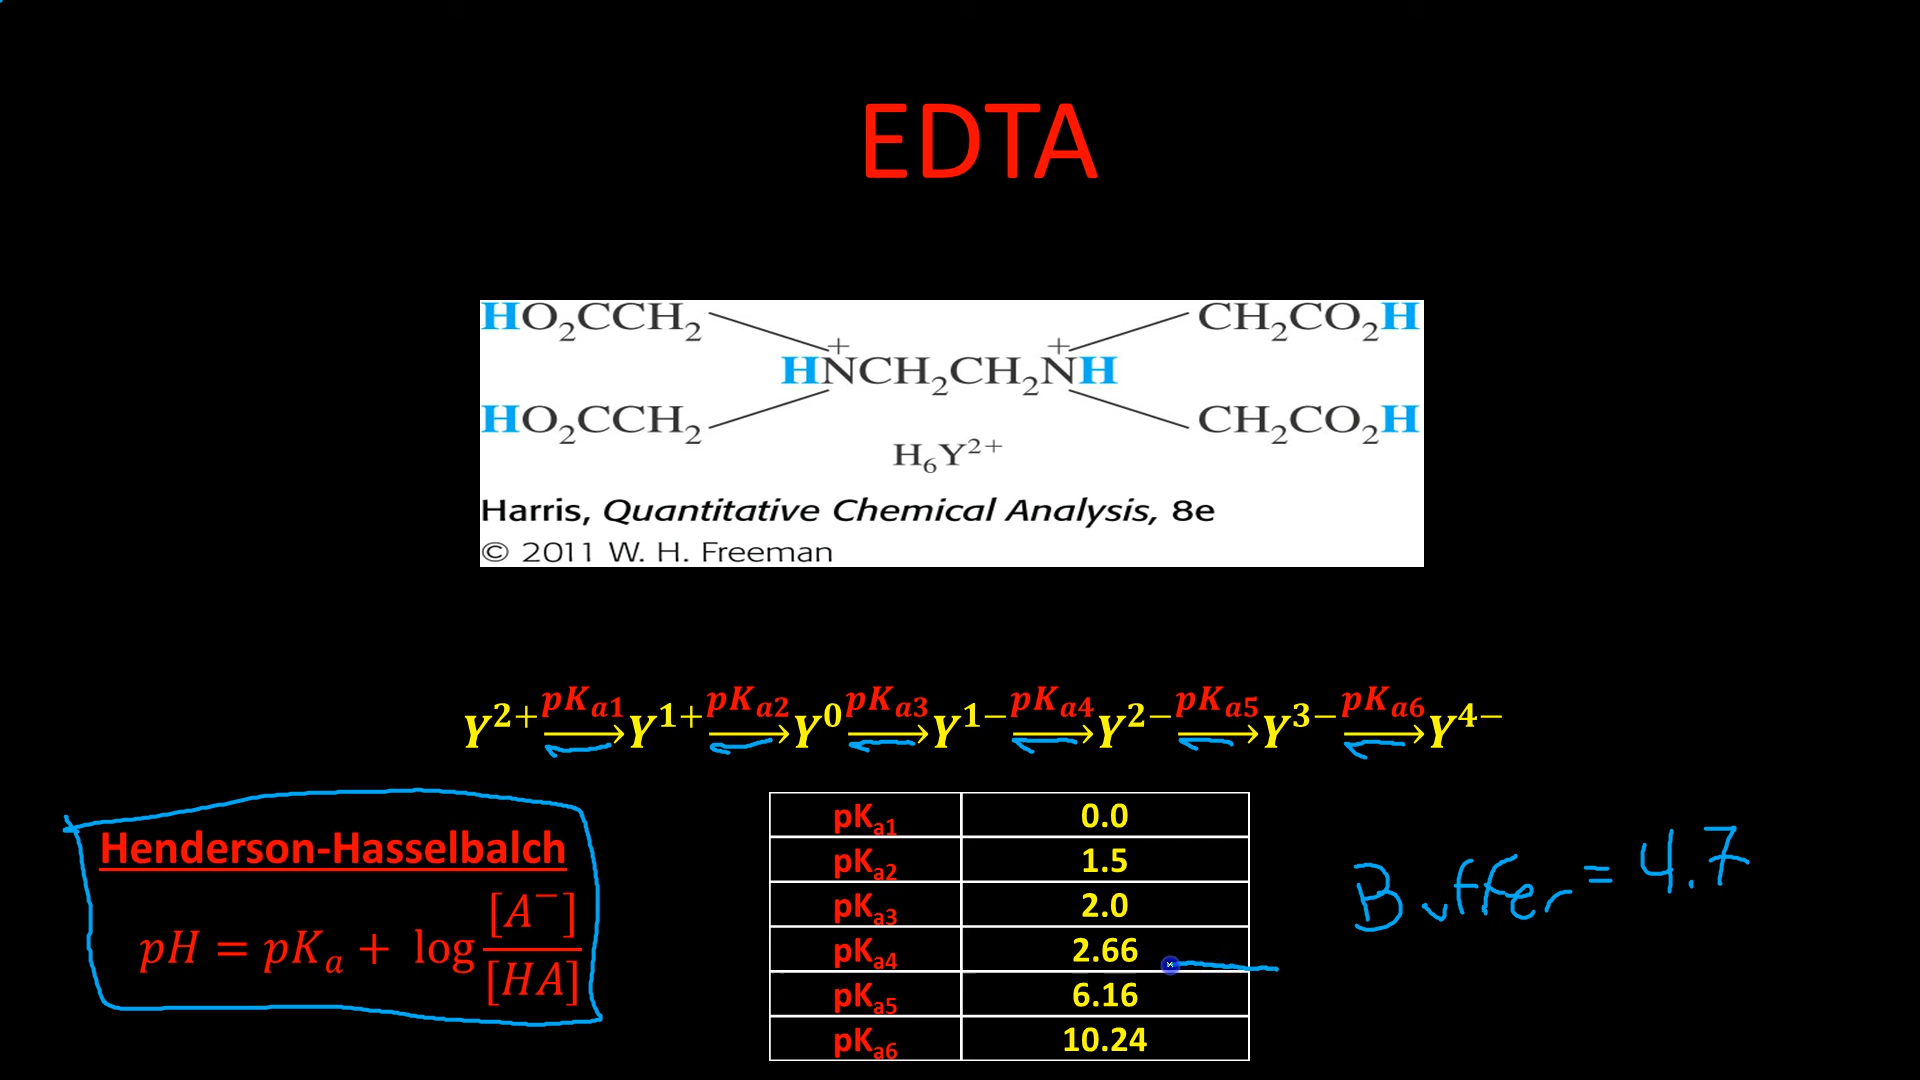 EDTA
HO₂CCH₂ CH₂CO₂H
HN⁺CH₂CH₂N⁺H
HO₂CCH₂ CH₂CO₂H
H₆Y²⁺
Harris, Quantitative Chemical Analysis, 8e
© 2011 W. H. Freeman
Y²⁺ pKₐ₁ → Y¹⁺ pKₐ₂ → Y⁰ pKₐ₃ → Y¹⁻ pKₐ₄ → Y²⁻ pKₐ₅ → Y³⁻ pKₐ₆ → Y⁴⁻
Henderson-Hasselbalch
pH = pKₐ + log [A⁻]/[HA]
pKₐ₁ 0.0
pKₐ₂ 1.5
pKₐ₃ 2.0
pKₐ₄ 2.66
pKₐ₅ 6.16
pKₐ₆ 10.24
Buffer = 4.7